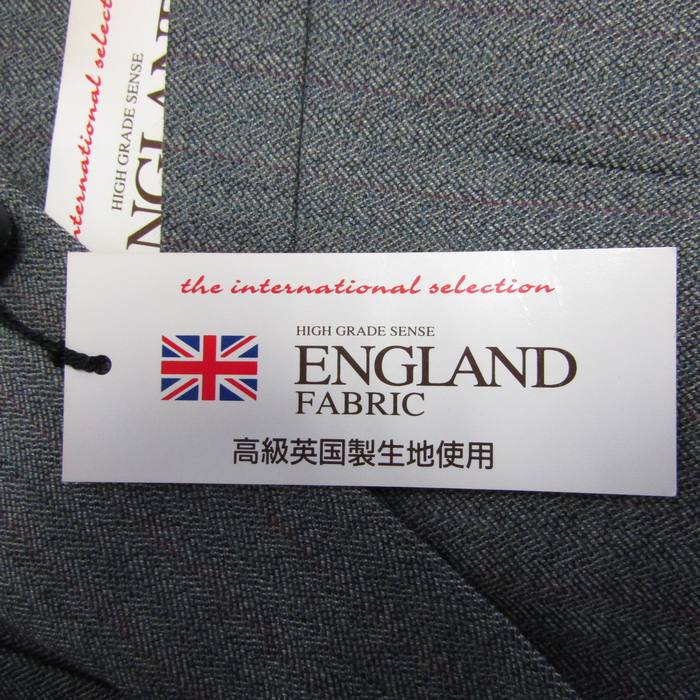 the international select
HIGH GRADE SENSE
the international selection
HIGH GRADE SENSE
ENGLAND
FABRIC
高級英国製生地使用